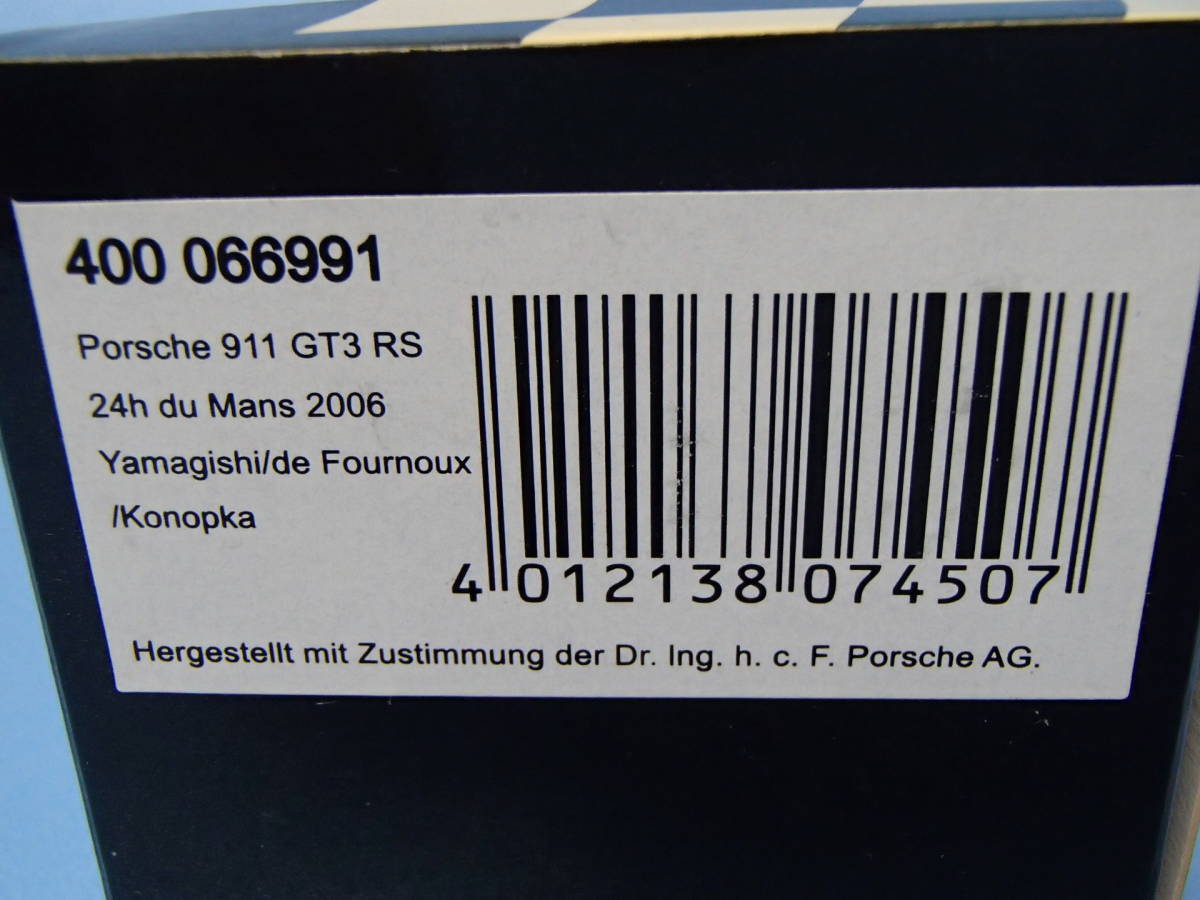 400 066991
Porsche 911 GT3 RS
24h du Mans 2006
Yamagishi/de Fournoux
/Konopka
4 012138 074507
Hergestellt mit Zustimmung der Dr. Ing. h. c. F. Porsche AG.